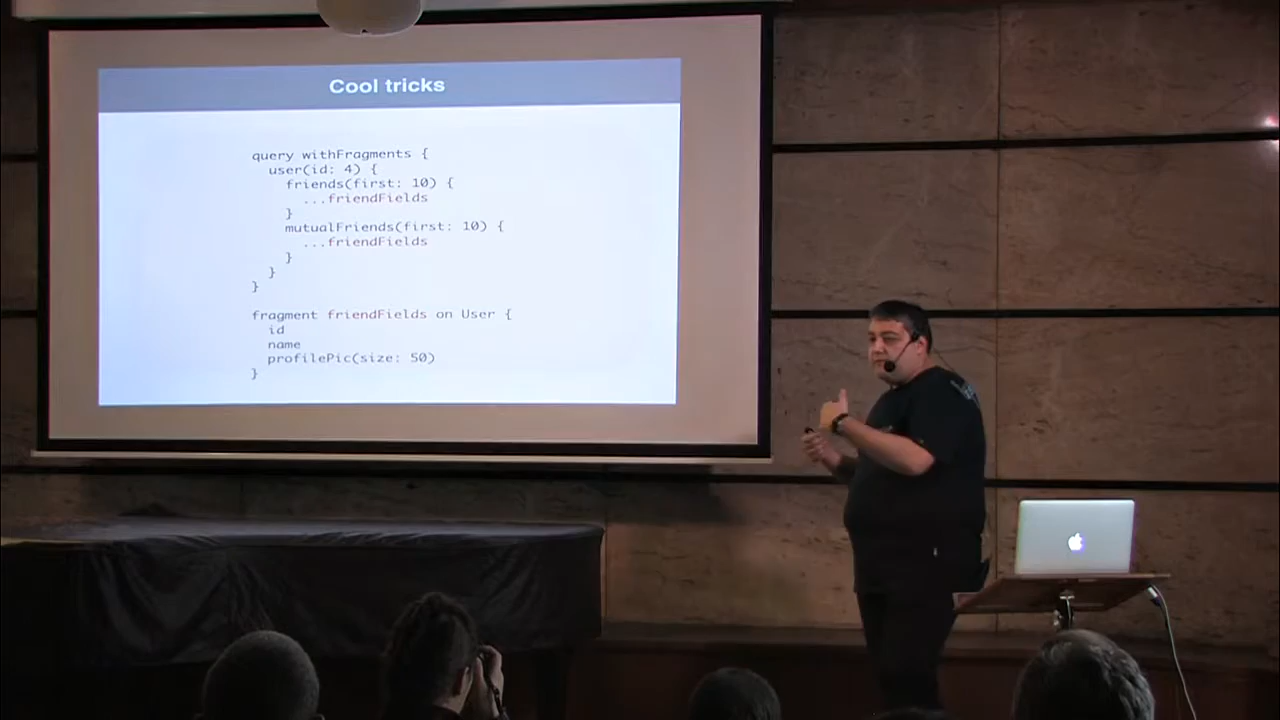 Cool tricks
query withFragments {
user(id: 4) {
friends(first: 10) {
...friendFields
}
mutualFriends(first: 10) {
...friendFields
}
}
}
fragment friendFields on User {
id
name
profilePic(size: 50)
}